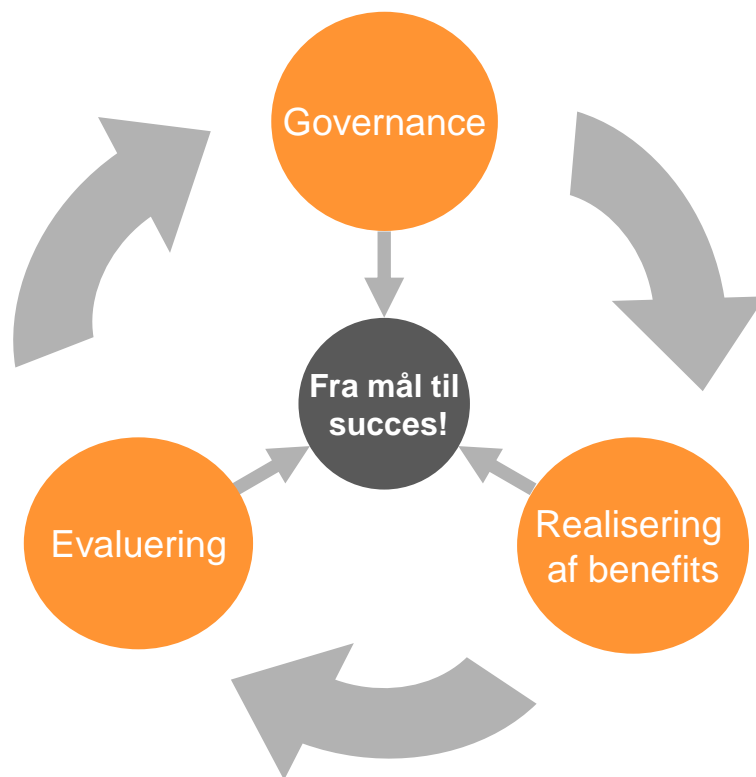 Governance
Fra mål til
succes!
Evaluering
Realisering
af benefits